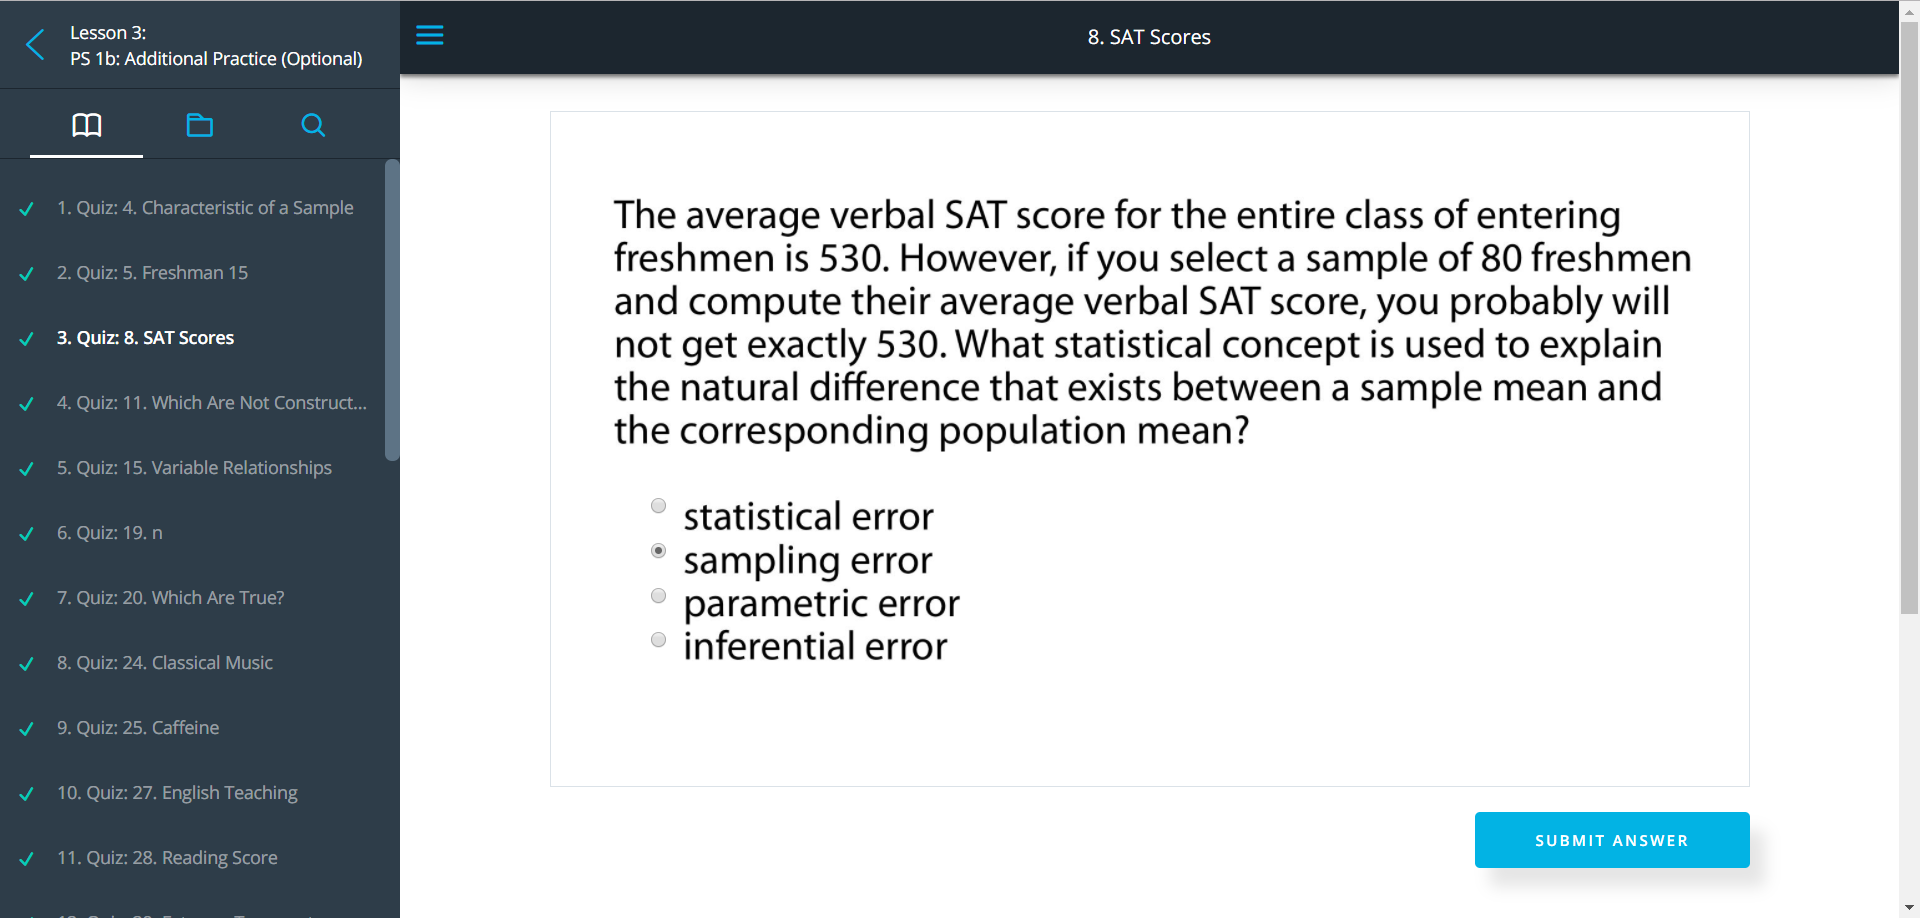 Lesson 3:
PS 1b: Additional Practice (Optional)
8. SAT Scores
1. Quiz: 4. Characteristic of a Sample
2. Quiz: 5. Freshman 15
3. Quiz: 8. SAT Scores
4. Quiz: 11. Which Are Not Construct...
5. Quiz: 15. Variable Relationships
6. Quiz: 19. n
7. Quiz: 20. Which Are True?
8. Quiz: 24. Classical Music
9. Quiz: 25. Caffeine
10. Quiz: 27. English Teaching
11. Quiz: 28. Reading Score
The average verbal SAT score for the entire class of entering
freshmen is 530. However, if you select a sample of 80 freshmen
and compute their average verbal SAT score, you probably will
not get exactly 530. What statistical concept is used to explain
the natural difference that exists between a sample mean and
the corresponding population mean?
statistical error
sampling error
parametric error
inferential error
SUBMIT ANSWER